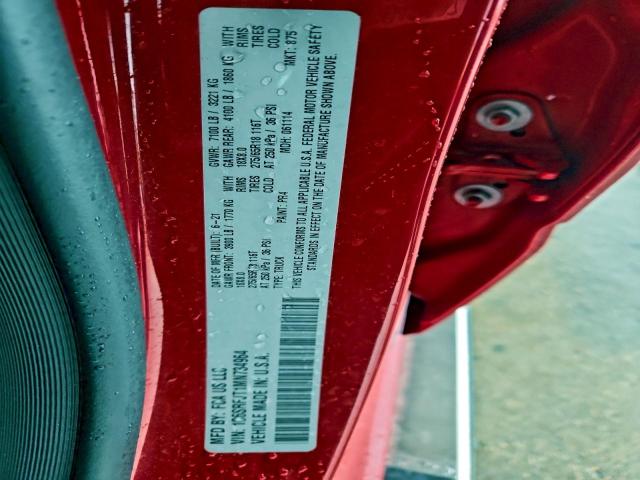 MFD BY: FCA US LLC
DATE OF MFR (BUILT): 6-21
GVWR: 7100 LB / 3221 KG
GAWR FRONT: 3900 LB / 1770 KG WITH
GAWR REAR: 4100 LB / 1860 KG WITH
18X8.0 RIMS
18X8.0 RIMS
275/65R18 116T TIRES
275/65R18 116T TIRES
AT 250 kPa / 36 PSI COLD
AT 250 kPa / 36 PSI COLD
VIN: 1C6SRFJT1MN734964
TYPE: TRUCK
PAINT: PR4
MDH: 061114
MKT: 875
VEHICLE MADE IN: U.S.A.
THIS VEHICLE CONFORMS TO ALL APPLICABLE U.S.A. FEDERAL MOTOR VEHICLE SAFETY
STANDARDS IN EFFECT ON THE DATE OF MANUFACTURE SHOWN ABOVE.